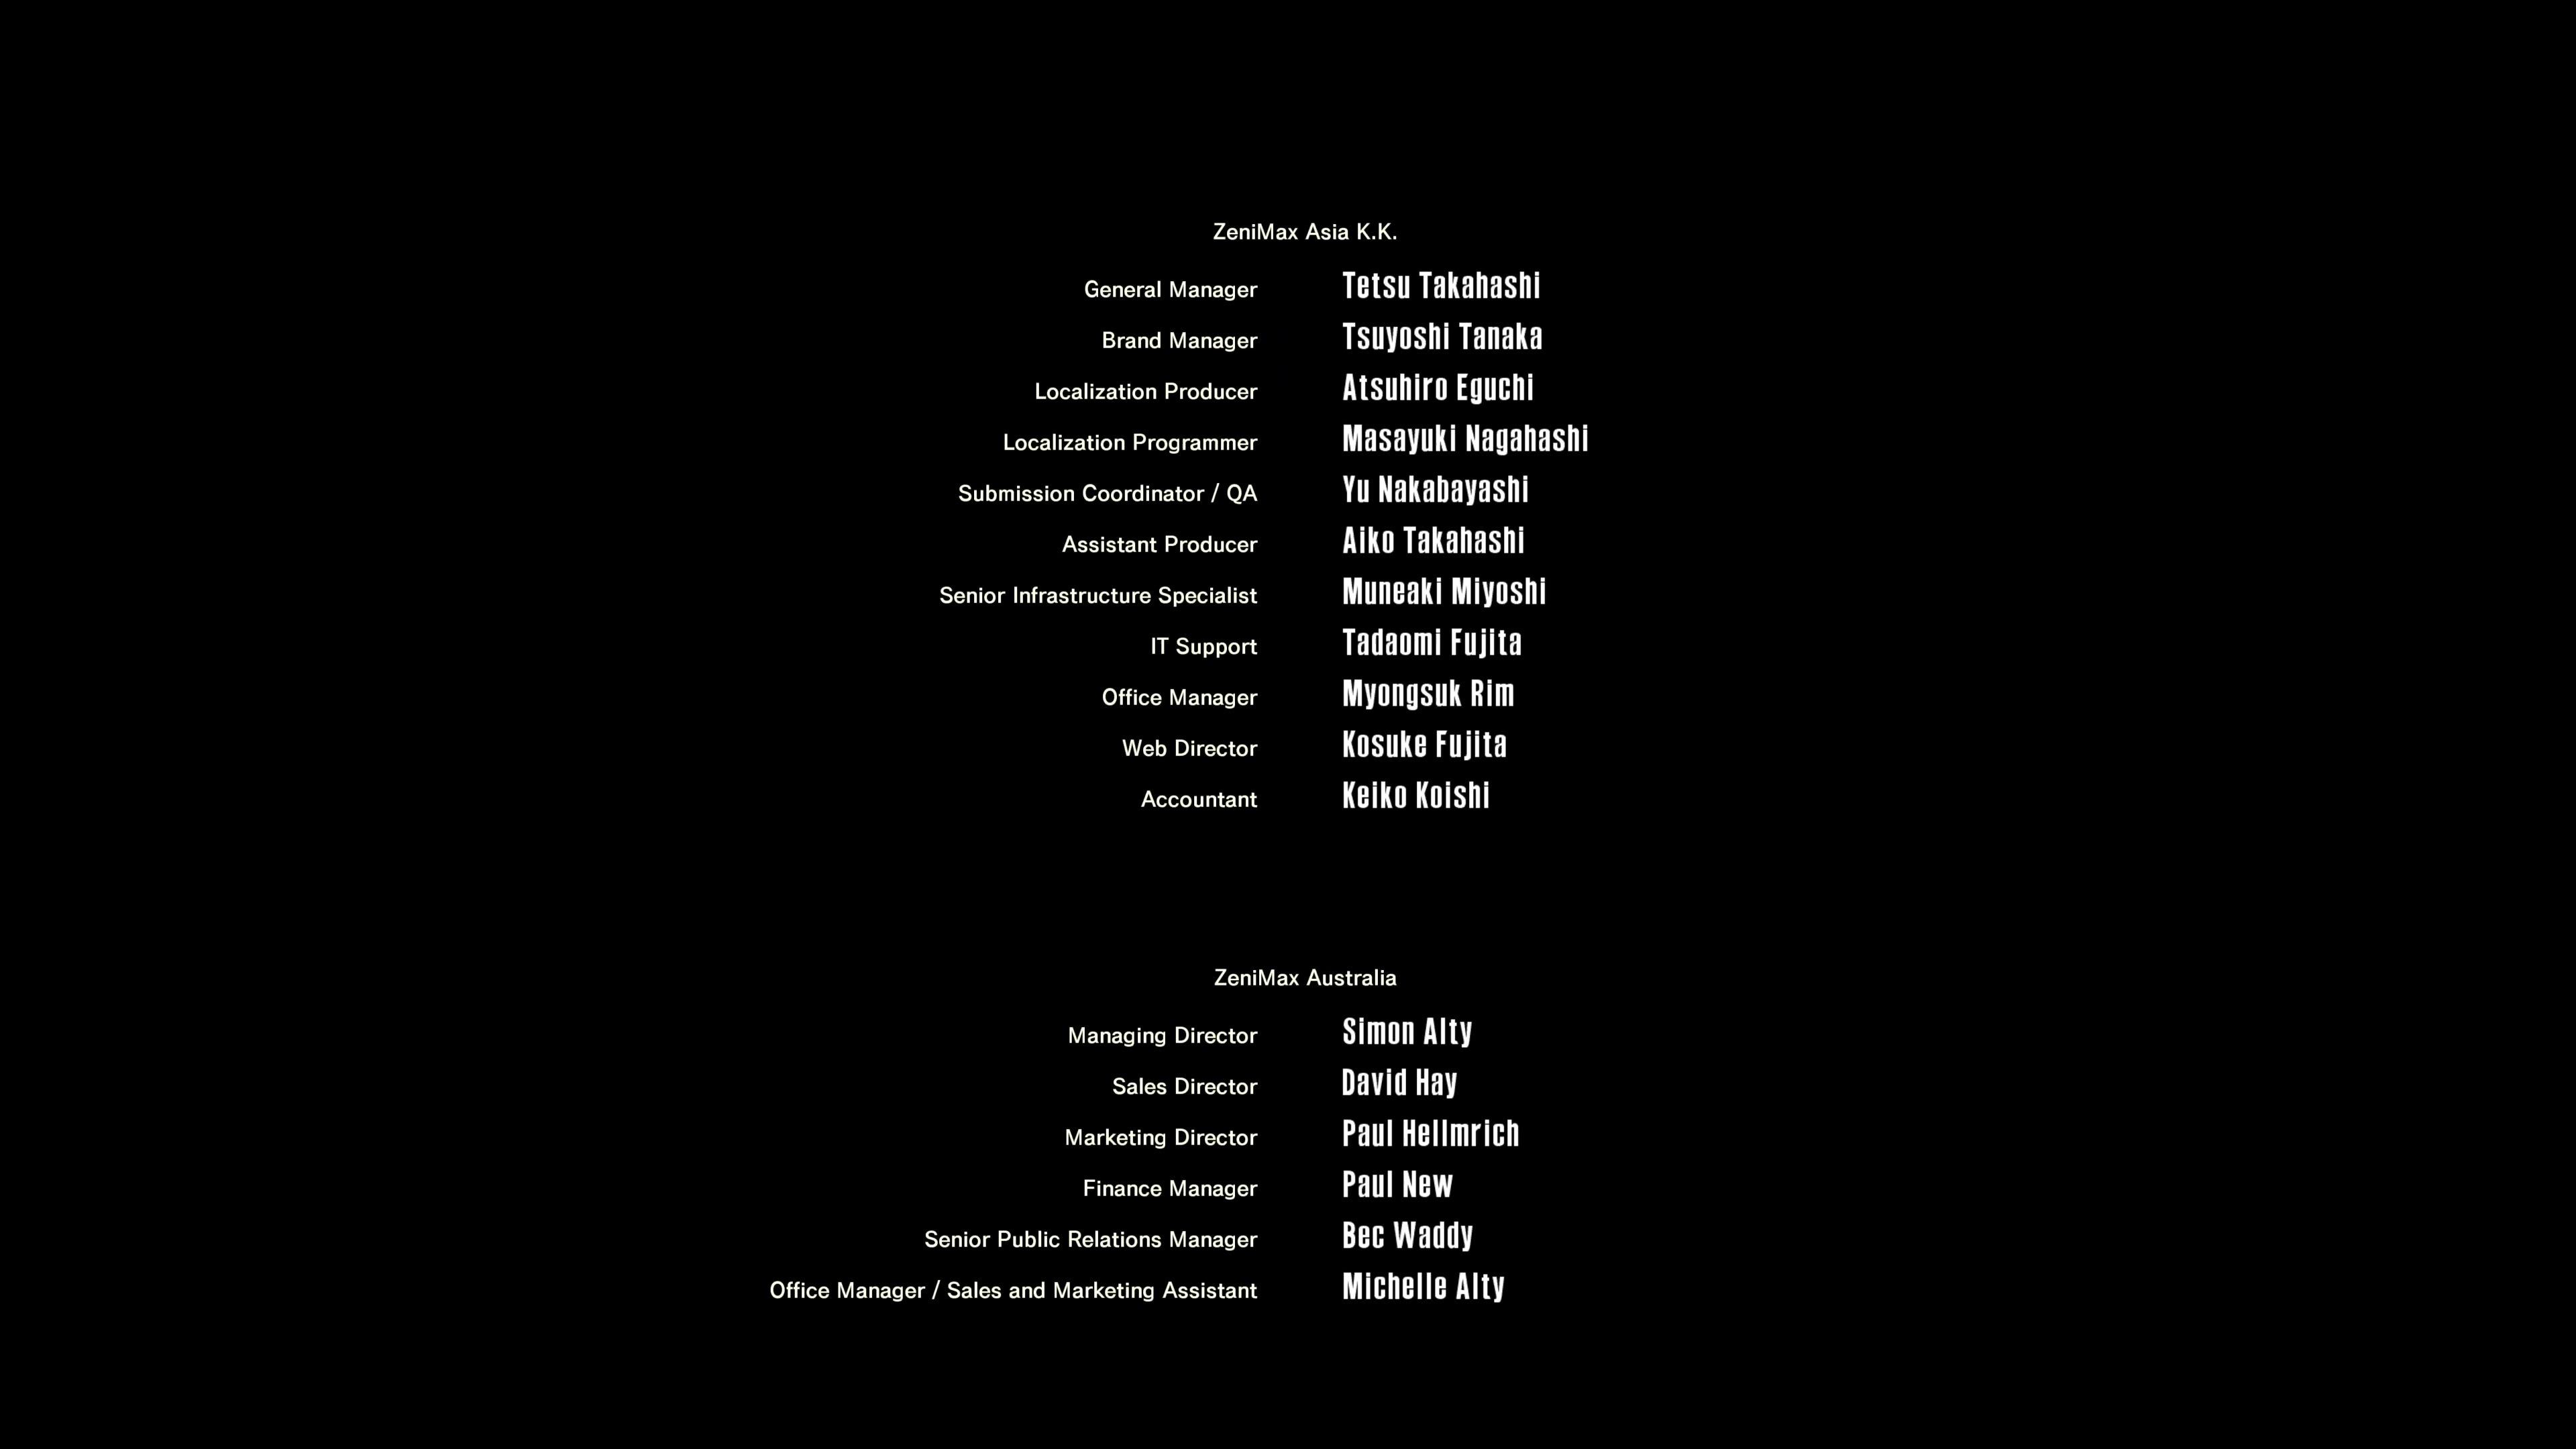 ZeniMax Asia K.K.
General Manager Tetsu Takahashi
Brand Manager Tsuyoshi Tanaka
Localization Producer Atsuhiro Eguchi
Localization Programmer Masayuki Nagahashi
Submission Coordinator / QA Yu Nakabayashi
Assistant Producer Aiko Takahashi
Senior Infrastructure Specialist Muneaki Miyoshi
IT Support Tadaomi Fujita
Office Manager Myongsuk Rim
Web Director Kosuke Fujita
Accountant Keiko Koishi
ZeniMax Australia
Managing Director Simon Alty
Sales Director David Hay
Marketing Director Paul Hellmrich
Finance Manager Paul New
Senior Public Relations Manager Bec Waddy
Office Manager / Sales and Marketing Assistant Michelle Alty